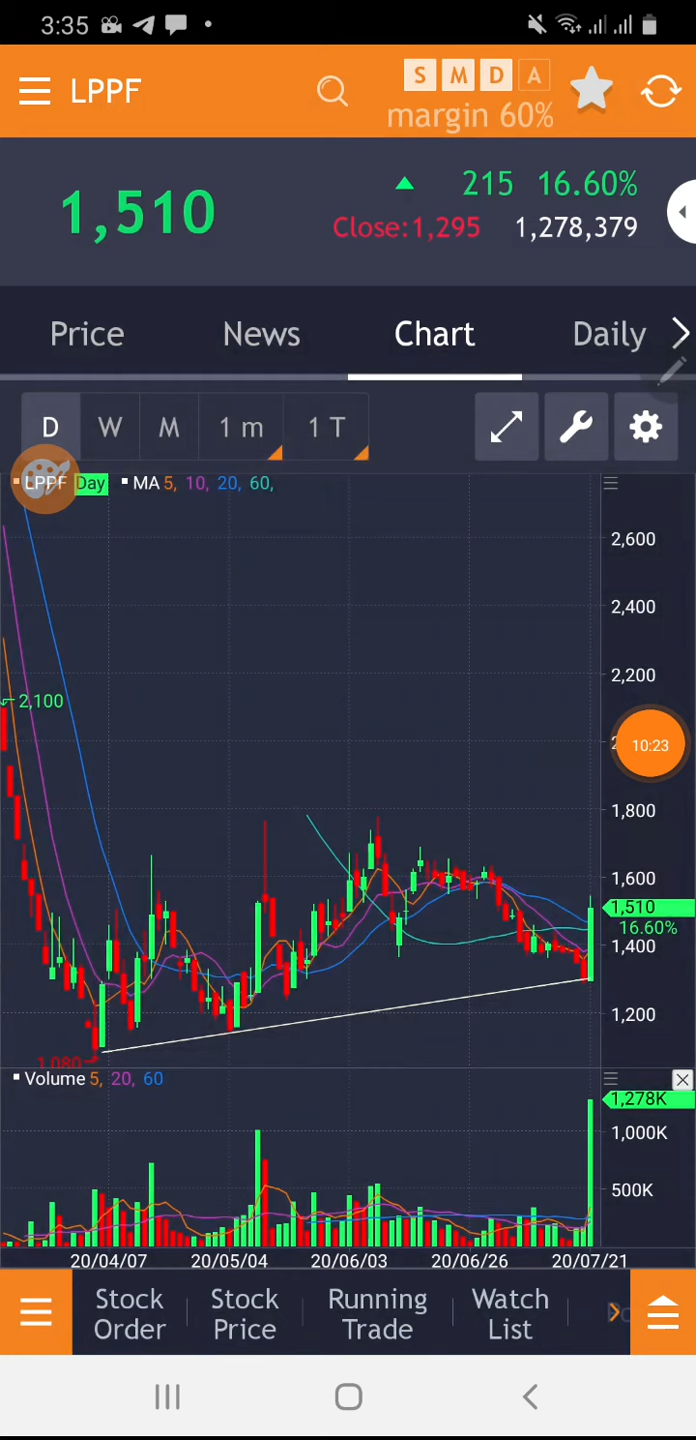 3:35
LPPF
S M D A
margin 60%
1,510
▲ 215 16.60%
Close:1,295 1,278,379
Price News Chart Daily
D W M 1 m 1 T
LPPF Day MA 5, 10, 20, 60,
2,600
2,400
2,200
2,100
10:23
1,800
1,600
1,510
16.60%
1,400
1,200
1,080
Volume 5, 20, 60
1,278K
1,000K
500K
20/04/07 20/05/04 20/06/03 20/06/26 20/07/21
Stock Order
Stock Price
Running Trade
Watch List